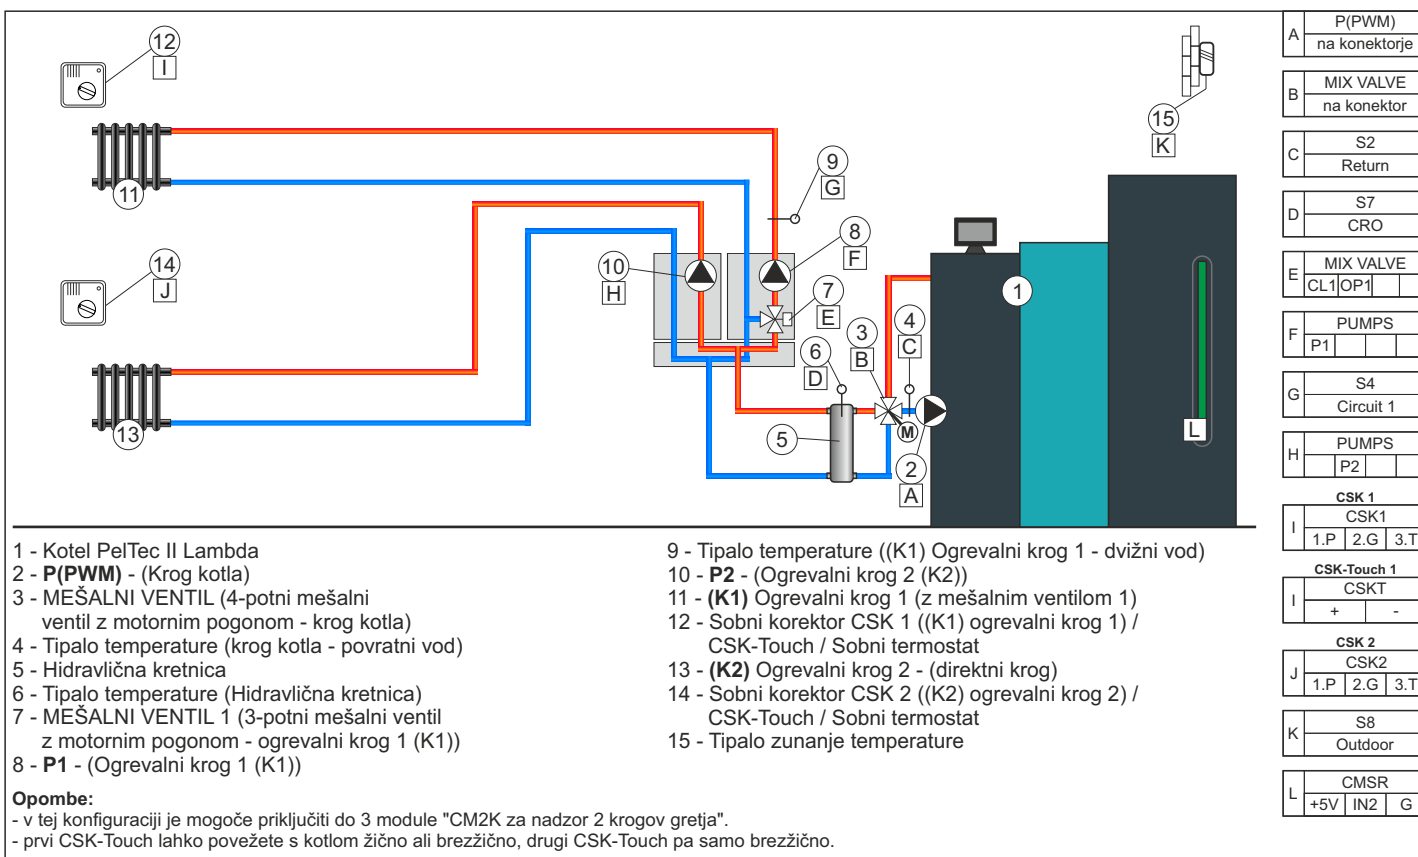 12
I
11
14
J
13
9
G
8
F
10
H
7
E
6
D
3
B
4
C
5
M
2
A
1
15
K
L
1 - Kotel PelTec II Lambda
2 - P(PWM) - (Krog kotla)
3 - MEŠALNI VENTIL (4-potni mešalni
ventil z motornim pogonom - krog kotla)
4 - Tipalo temperature (krog kotla - povratni vod)
5 - Hidravlična kretnica
6 - Tipalo temperature (Hidravlična kretnica)
7 - MEŠALNI VENTIL 1 (3-potni mešalni ventil
z motornim pogonom - ogrevalni krog 1 (K1))
8 - P1 - (Ogrevalni krog 1 (K1))
9 - Tipalo temperature ((K1) Ogrevalni krog 1 - dvižni vod)
10 - P2 - (Ogrevalni krog 2 (K2))
11 - (K1) Ogrevalni krog 1 (z mešalnim ventilom 1)
12 - Sobni korektor CSK 1 ((K1) ogrevalni krog 1) /
CSK-Touch / Sobni termostat
13 - (K2) Ogrevalni krog 2 - (direktni krog)
14 - Sobni korektor CSK 2 ((K2) ogrevalni krog 2) /
CSK-Touch / Sobni termostat
15 - Tipalo zunanje temperature
Opombe:
- v tej konfiguraciji je mogoče priključiti do 3 module "CM2K za nadzor 2 krogov gretja".
- prvi CSK-Touch lahko povežete s kotlom žično ali brezžično, drugi CSK-Touch pa samo brezžično.
A
P(PWM)
na konektorje
B
MIX VALVE
na konektor
C
S2
Return
D
S7
CRO
E
MIX VALVE
CL1 OP1
F
PUMPS
P1
G
S4
Circuit 1
H
PUMPS
P2
CSK 1
I
CSK1
1.P 2.G 3.T
CSK-Touch 1
I
CSKT
+ -
CSK 2
J
CSK2
1.P 2.G 3.T
K
S8
Outdoor
L
CMSR
+5V IN2 G